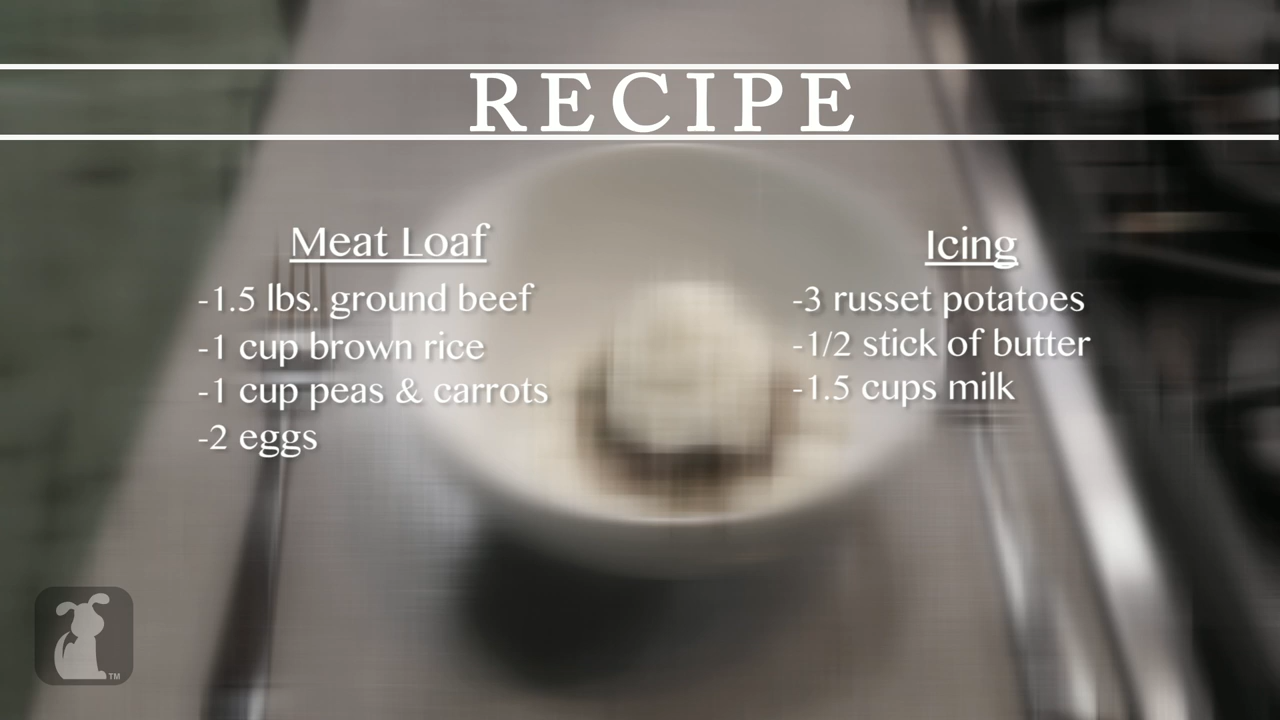 RECIPE
Meat Loaf
-1.5 lbs. ground beef
-1 cup brown rice
-1 cup peas & carrots
-2 eggs
Icing
-3 russet potatoes
-1/2 stick of butter
-1.5 cups milk
TM